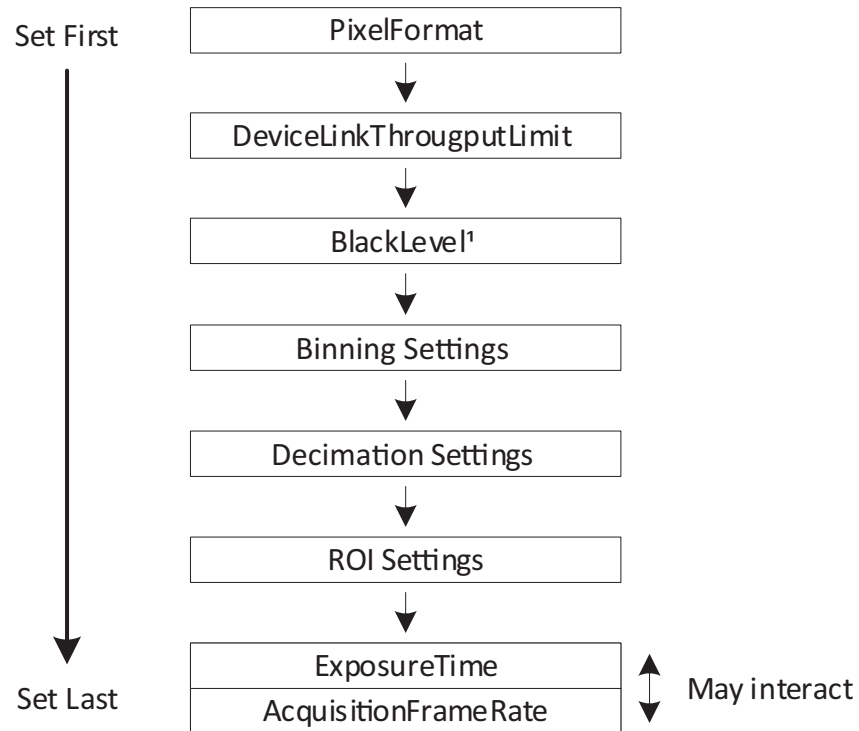 Set First
PixelFormat
DeviceLinkThrougputLimit
BlackLevel¹
Binning Settings
Decimation Settings
ROI Settings
ExposureTime
May interact
Set Last
AcquisitionFrameRate